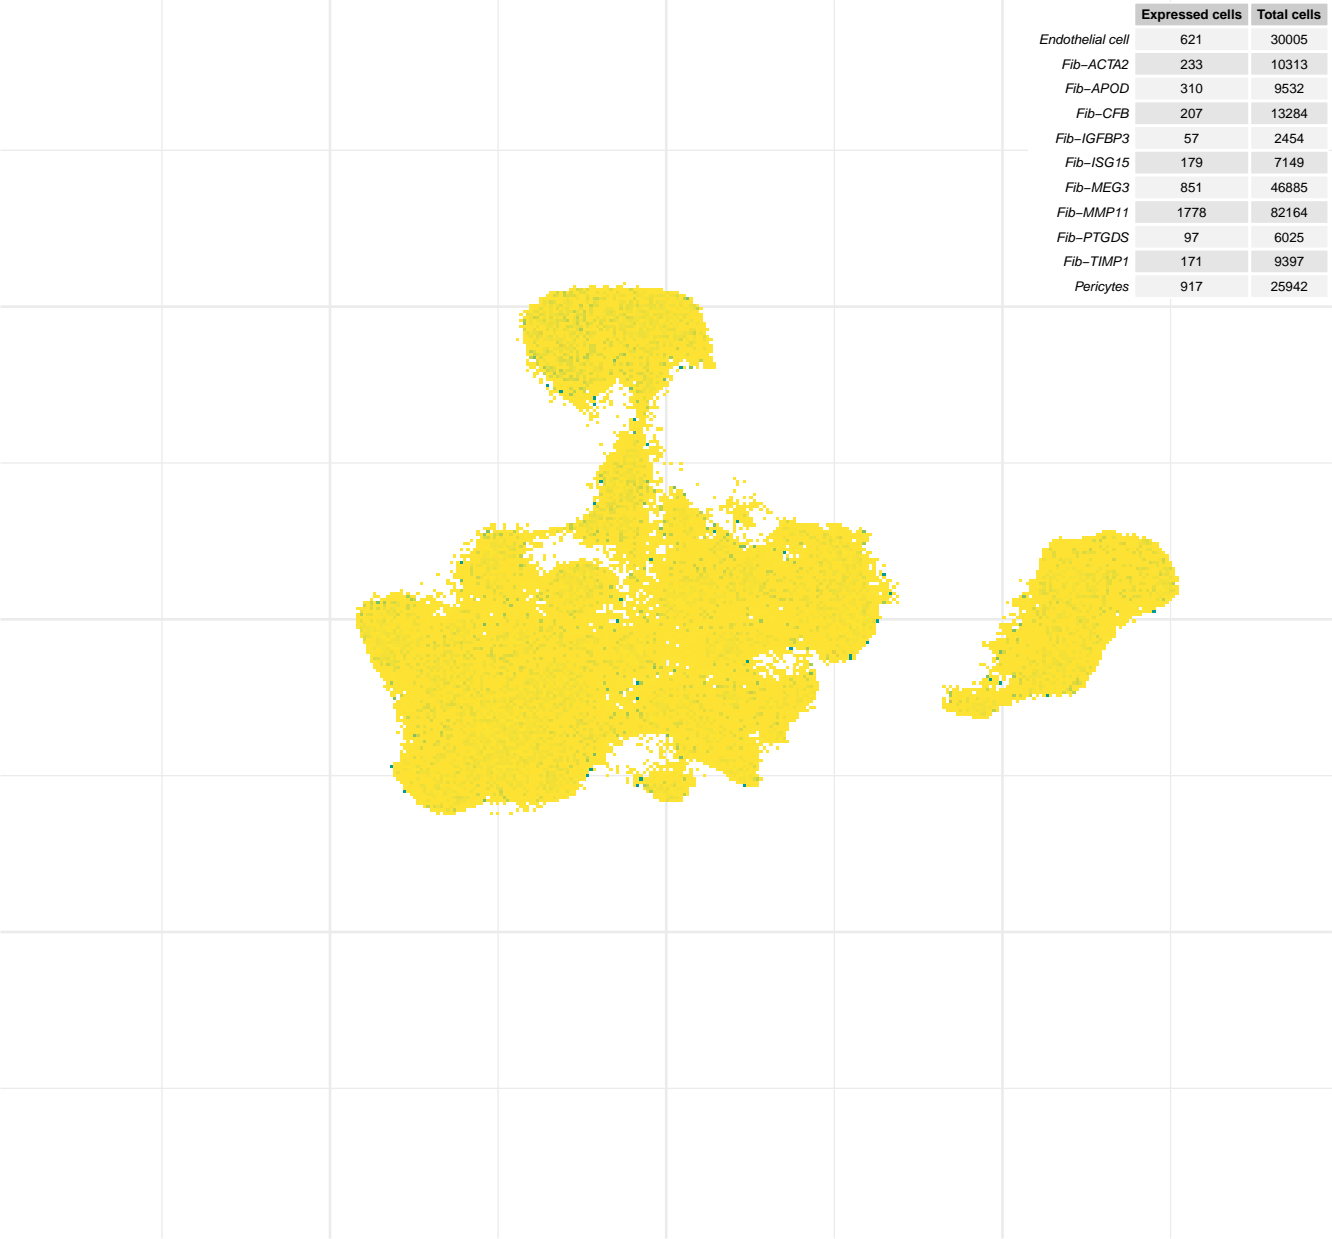 Expressed cells Total cells
Endothelial cell 621 30005
Fib−ACTA2 233 10313
Fib−APOD 310 9532
Fib−CFB 207 13284
Fib−IGFBP3 57 2454
Fib−ISG15 179 7149
Fib−MEG3 851 46885
Fib−MMP11 1778 82164
Fib−PTGDS 97 6025
Fib−TIMP1 171 9397
Pericytes 917 25942